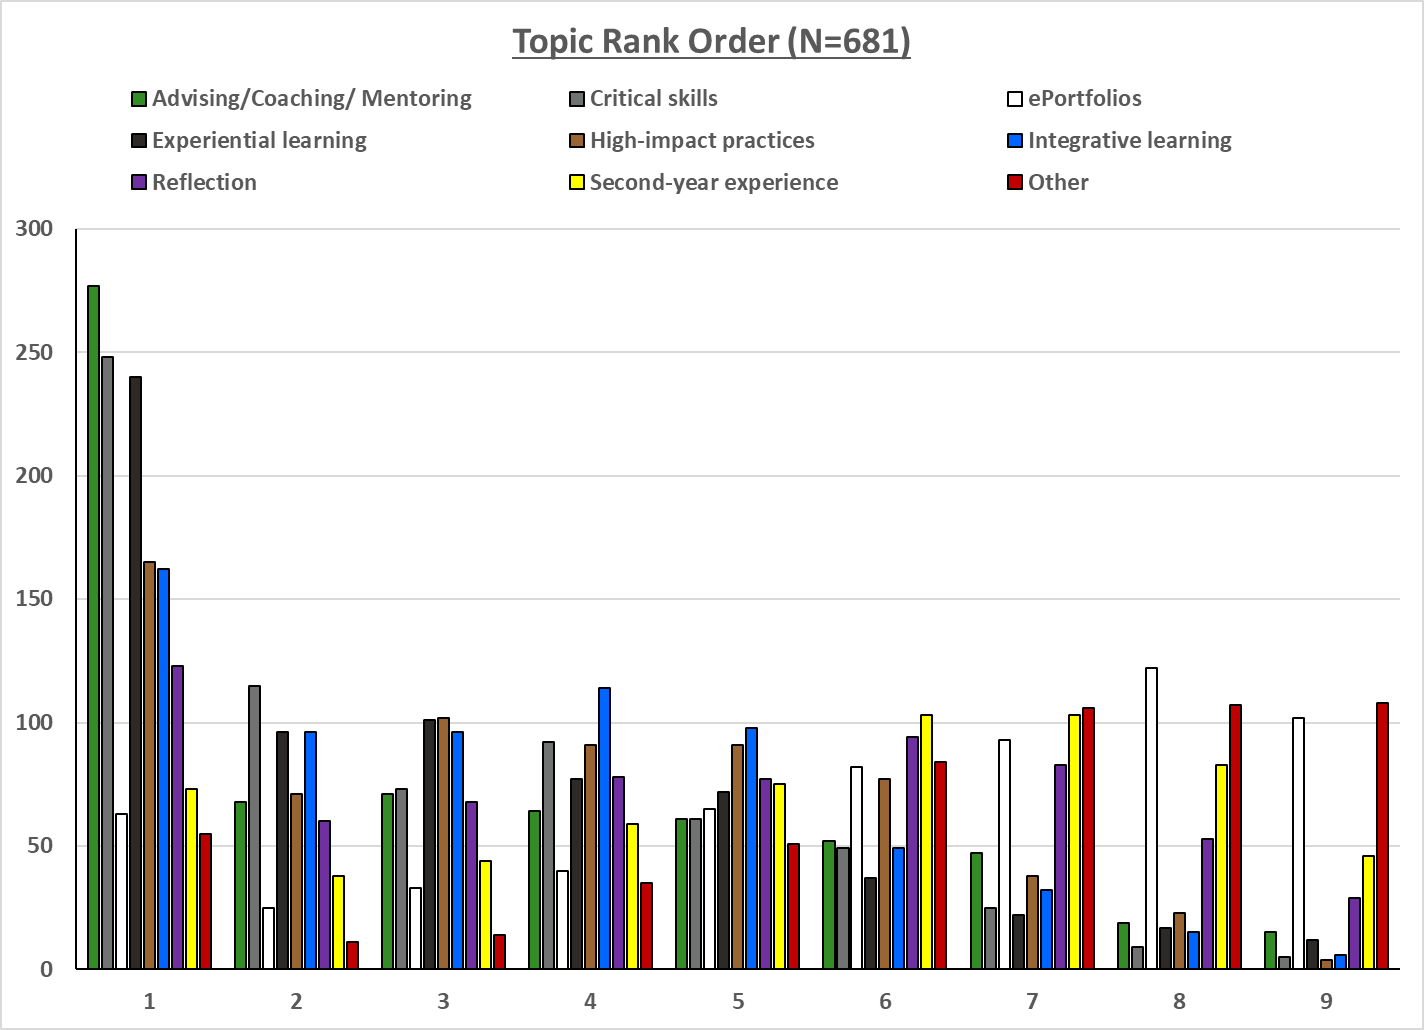 Topic Rank Order (N=681)
Advising/Coaching/ Mentoring Critical skills ePortfolios
Experiential learning High-impact practices Integrative learning
Reflection Second-year experience Other
300
250
200
150
100
50
0
1 2 3 4 5 6 7 8 9